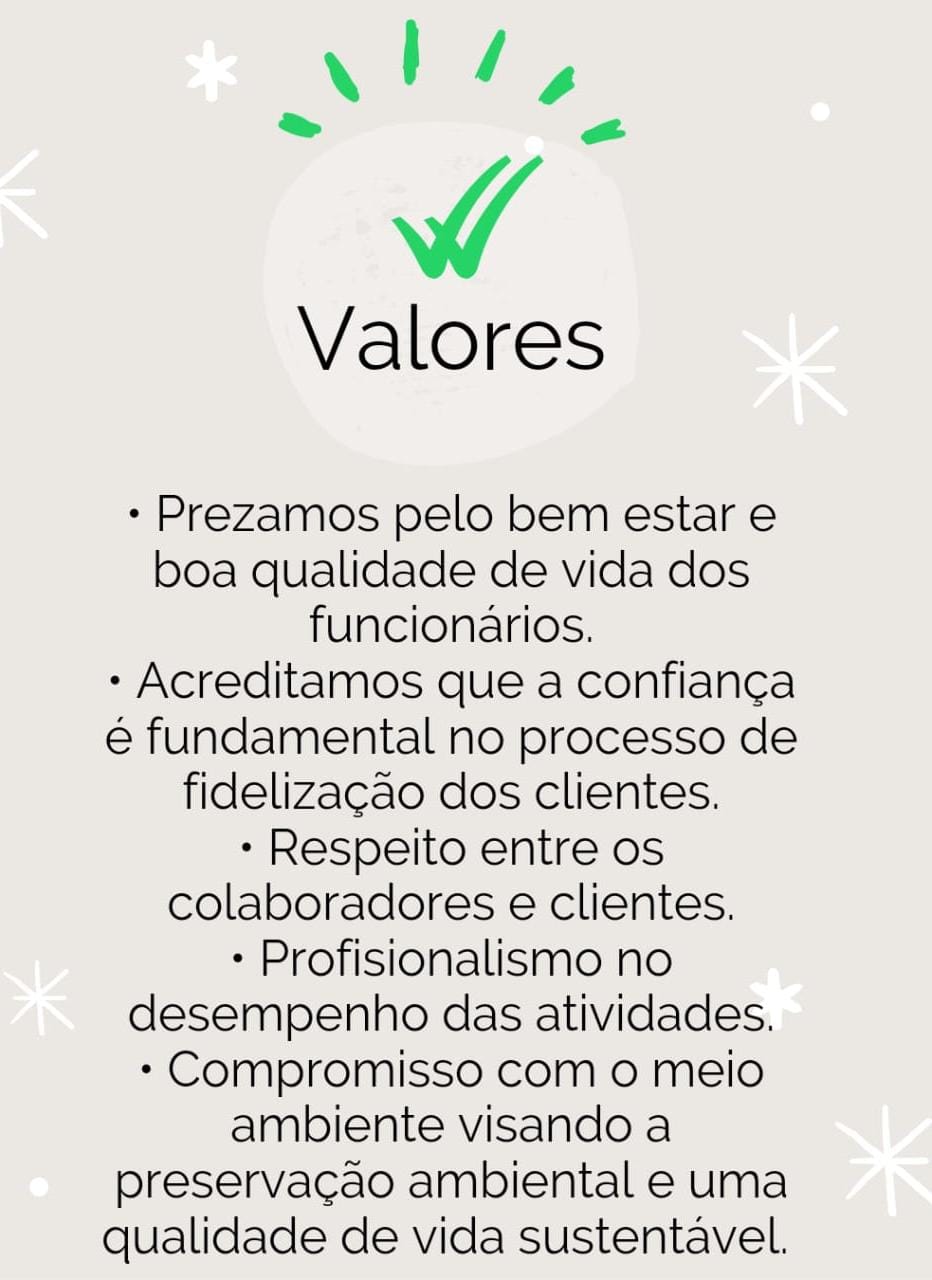 Valores
• Prezamos pelo bem estar e
boa qualidade de vida dos
funcionários.
• Acreditamos que a confiança
é fundamental no processo de
fidelização dos clientes.
• Respeito entre os
colaboradores e clientes.
• Profisionalismo no
desempenho das atividades.
• Compromisso com o meio
ambiente visando a
preservação ambiental e uma
qualidade de vida sustentável.